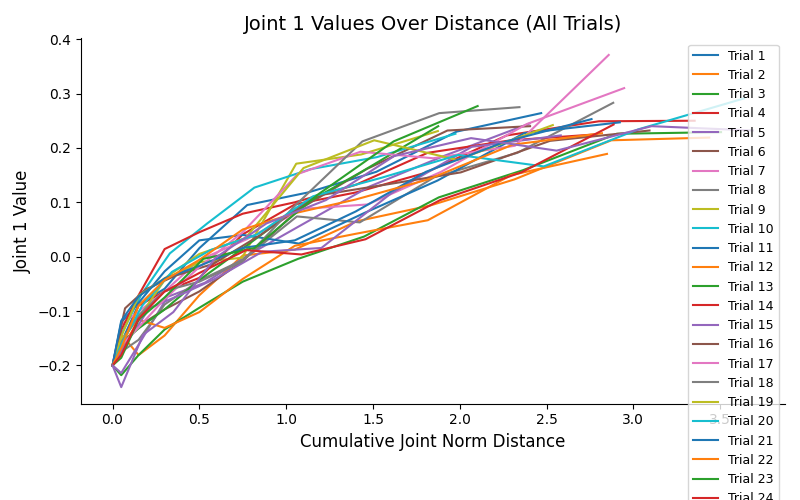 Joint 1 Values Over Distance (All Trials)
Joint 1 Value
0.4
0.3
0.2
0.1
0.0
−0.1
−0.2
0.0 0.5 1.0 1.5 2.0 2.5 3.0 3.5
Cumulative Joint Norm Distance
Trial 1
Trial 2
Trial 3
Trial 4
Trial 5
Trial 6
Trial 7
Trial 8
Trial 9
Trial 10
Trial 11
Trial 12
Trial 13
Trial 14
Trial 15
Trial 16
Trial 17
Trial 18
Trial 19
Trial 20
Trial 21
Trial 22
Trial 23
Trial 24